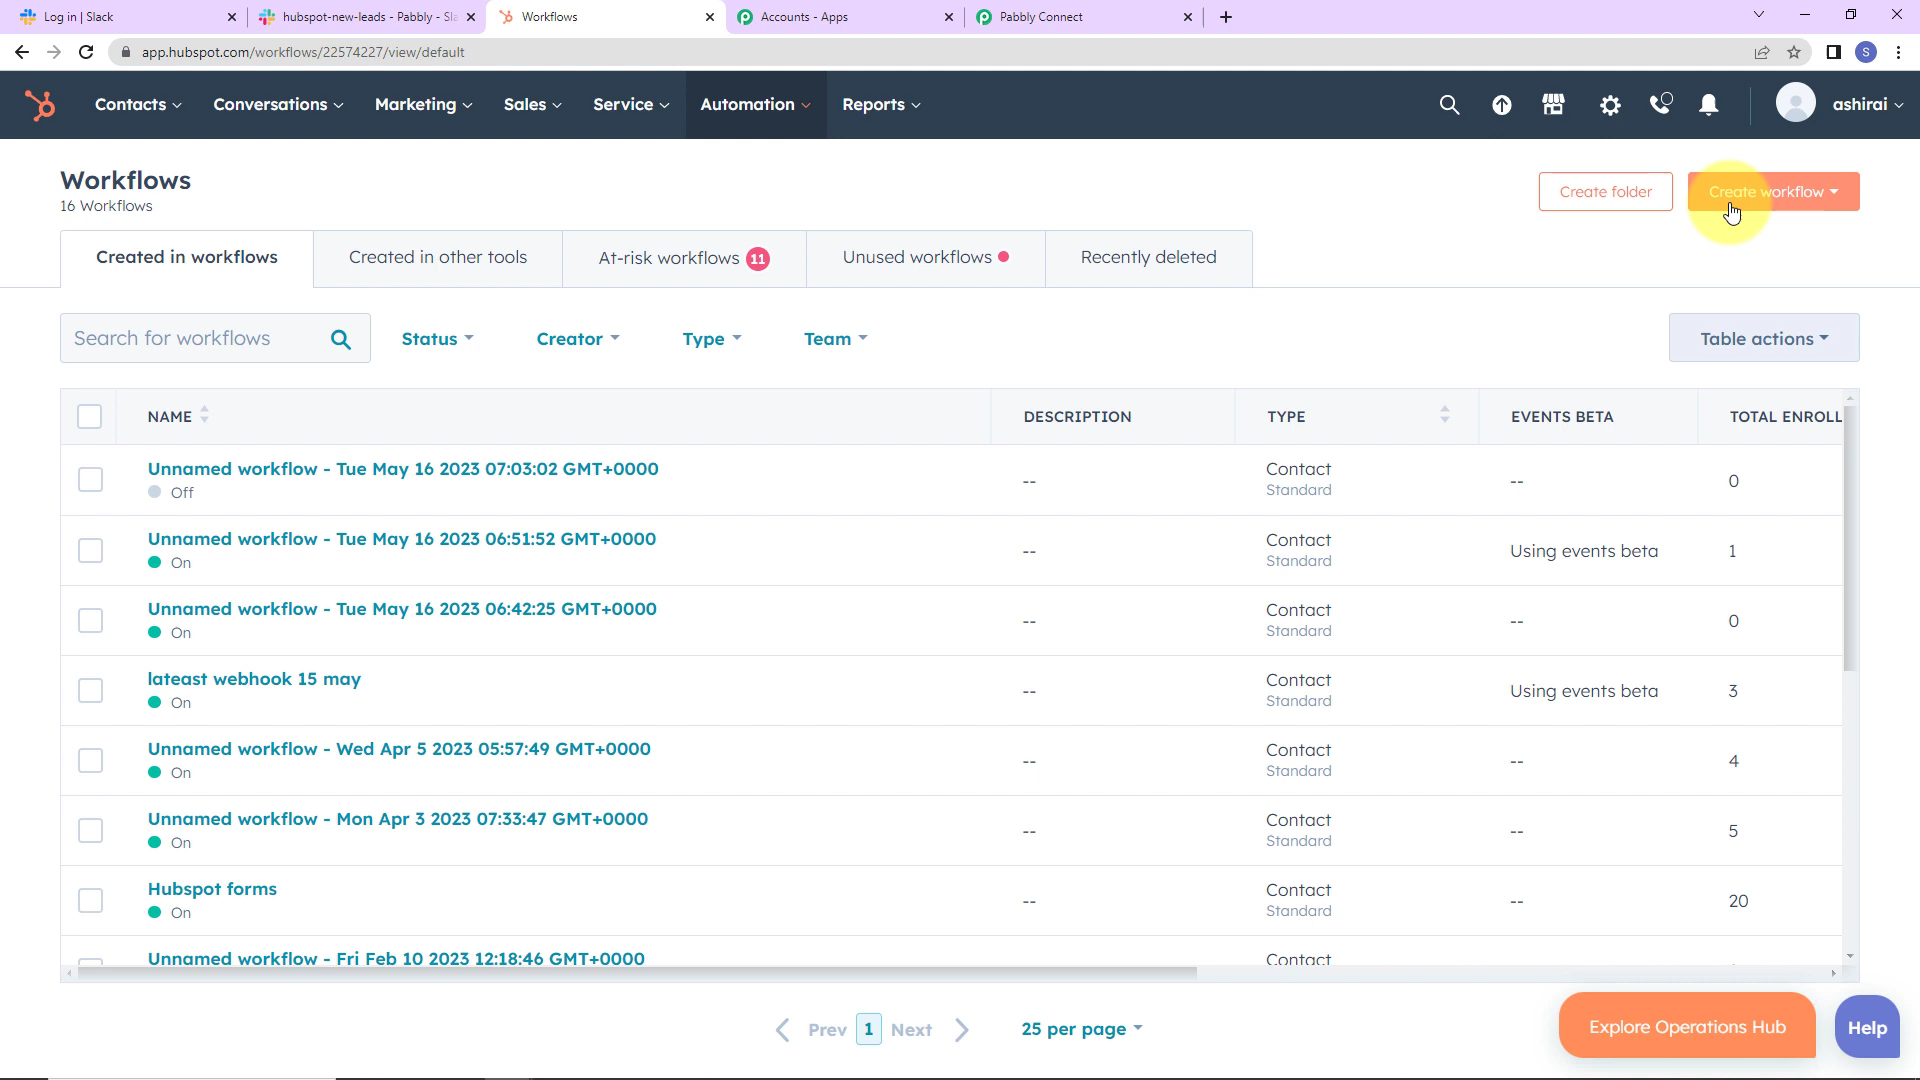 Log in | Slack
hubspot-new-leads - Pabbly - Sla
Workflows
Accounts - Apps
Pabbly Connect
app.hubspot.com/workflows/22574227/view/default
S
Contacts
Conversations
Marketing
Sales
Service
Automation
Reports
ashirai
Workflows
16 Workflows
Create folder
Create workflow
Created in workflows
Created in other tools
At-risk workflows 11
Unused workflows
Recently deleted
Search for workflows
Status
Creator
Type
Team
Table actions
NAME DESCRIPTION TYPE EVENTS BETA TOTAL ENROLL
Unnamed workflow - Tue May 16 2023 07:03:02 GMT+0000
Off
--
Contact
Standard
--
0
Unnamed workflow - Tue May 16 2023 06:51:52 GMT+0000
On
--
Contact
Standard
Using events beta
1
Unnamed workflow - Tue May 16 2023 06:42:25 GMT+0000
On
--
Contact
Standard
--
0
lateast webhook 15 may
On
--
Contact
Standard
Using events beta
3
Unnamed workflow - Wed Apr 5 2023 05:57:49 GMT+0000
On
--
Contact
Standard
--
4
Unnamed workflow - Mon Apr 3 2023 07:33:47 GMT+0000
On
--
Contact
Standard
--
5
Hubspot forms
On
--
Contact
Standard
--
20
Unnamed workflow - Fri Feb 10 2023 12:18:46 GMT+0000
Contact
Prev 1 Next
25 per page
Explore Operations Hub
Help